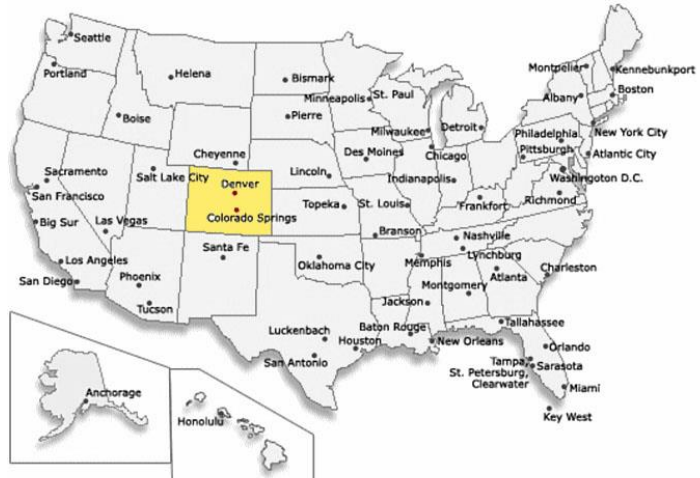 Seattle
Portland
Helena
Bismark
Minneapolis
St. Paul
Montpelier
Kennebunkport
Boston
Albany
Boise
Pierre
Milwaukee
Detroit
New York City
Philadelphia
Pittsburgh
Atlantic City
Cheyenne
Des Moines
Chicago
Sacramento
Salt Lake City
Denver
Lincoln
Indianapolis
Washingoton D.C.
San Francisco
Colorado Springs
Topeka
St. Louis
Frankfort
Richmond
Big Sur
Las Vegas
Branson
Nashville
Santa Fe
Lynchburg
Los Angeles
Oklahoma City
Memphis
Charleston
San Diego
Phoenix
Atlanta
Montgomery
Tucson
Jackson
Luckenbach
Baton Rouge
Tallahassee
Houston
New Orleans
Orlando
San Antonio
Tampa,
St. Petersburg,
Clearwater
Sarasota
Miami
Anchorage
Honolulu
Key West